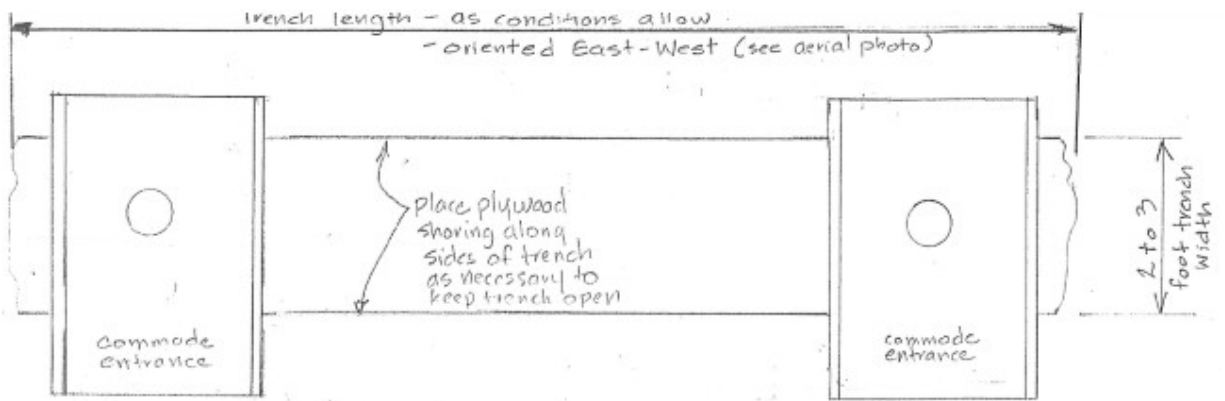 Trench length - as conditions allow
- oriented East-West (see aerial photo)
place plywood
shoring along
sides of trench
as necessary to
keep trench open
2 to 3
foot trench
width
commode
entrance
commode
entrance